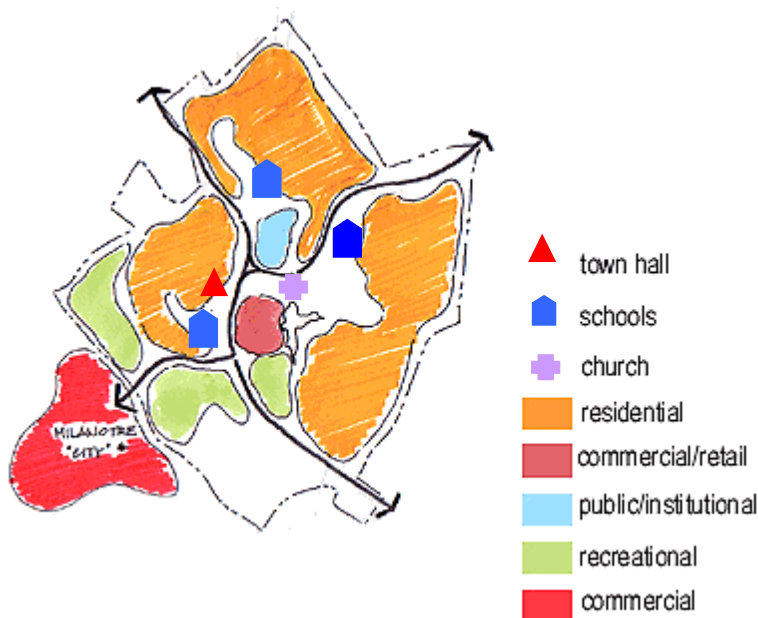 MILANOTRE
"CITY"
town hall
schools
church
residential
commercial/retail
public/institutional
recreational
commercial